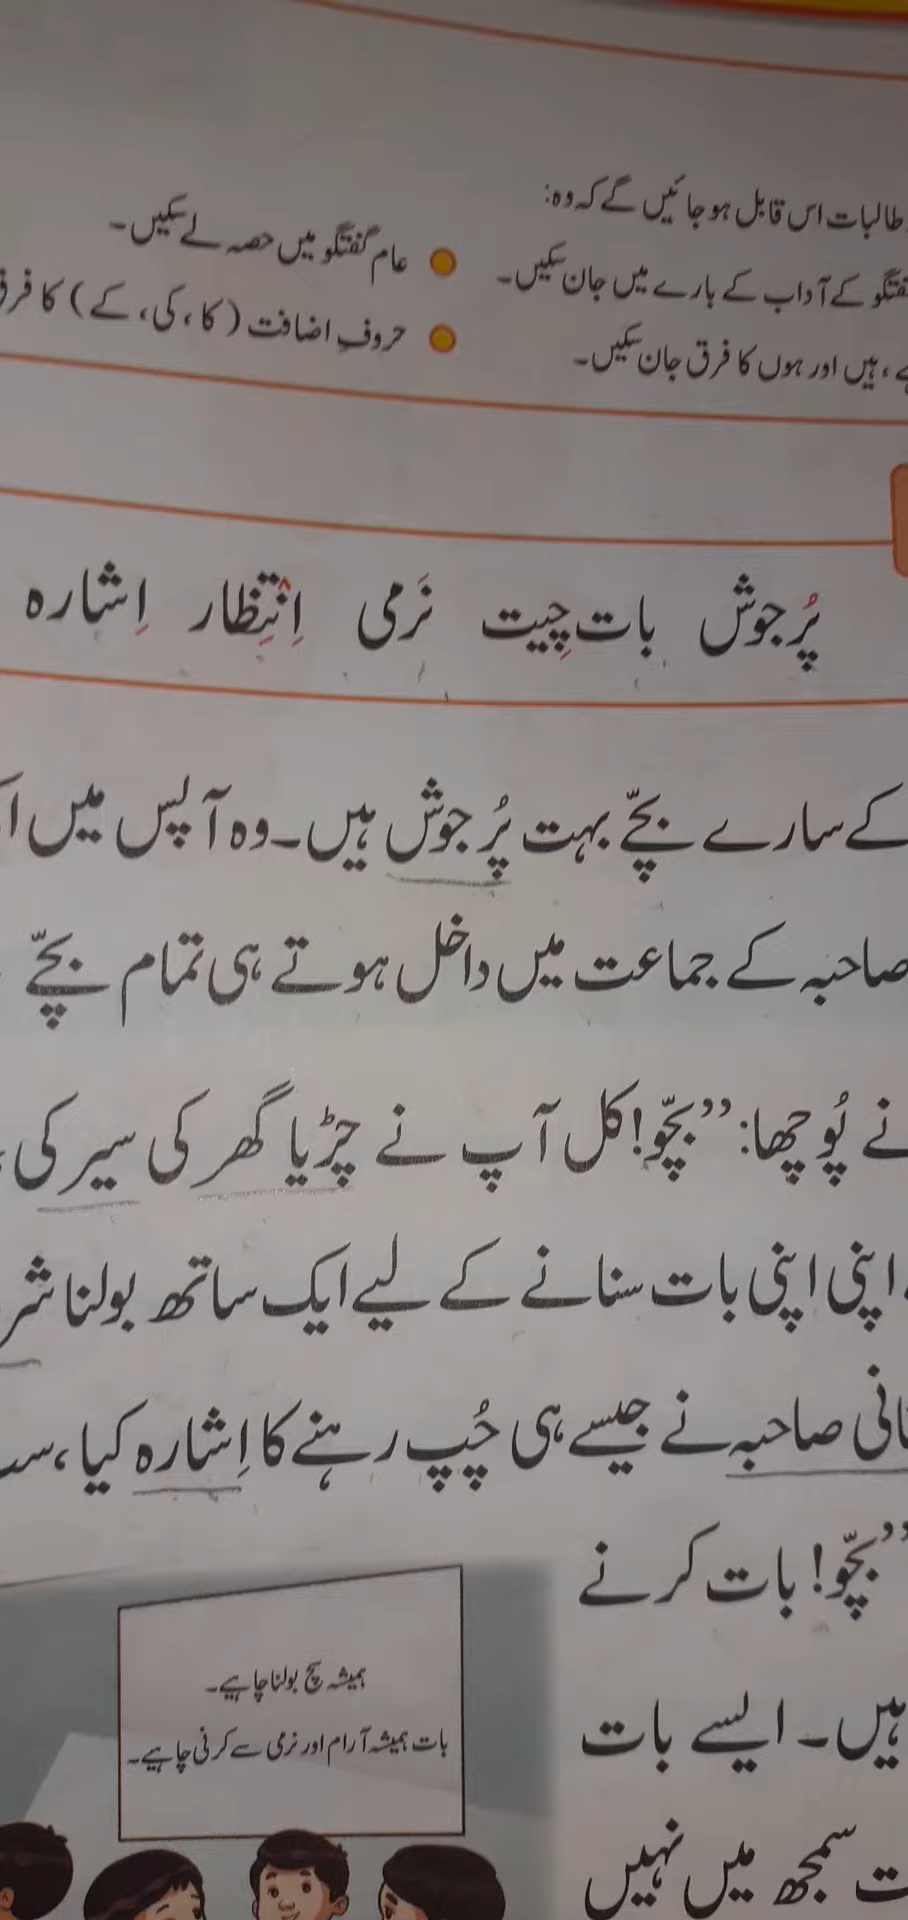 طالبات اس قابل ہو جائیں گے کہ وہ:
گفتگو کے آداب کے بارے میں جان سکیں۔
ہے، ہیں اور ہوں کا فرق جان سکیں۔
عام گفتگو میں حصہ لے سکیں۔
حروفِ اضافت (کا، کی، کے) کا فرق
پُرجوش بات چِیت نَرمی اِنْتِظار اِشارہ
کے سارے بچّے بہت پُرجوش ہیں۔ وہ آپس میں
صاحبہ کے جماعت میں داخل ہوتے ہی تمام بچّے
نے پُوچھا: ”بچّو! کل آپ نے چڑیا گھر کی سیر کی
اپنی اپنی بات سنانے کے لیے ایک ساتھ بولنا
صاحبہ نے جیسے ہی چُپ رہنے کا اِشارہ کیا، سب
”بچّو! بات کرنے
ہیں۔ ایسے بات
سمجھ میں نہیں
ہمیشہ سچ بولنا چاہیے۔
بات ہمیشہ آرام اور نرمی سے کرنی چاہیے۔